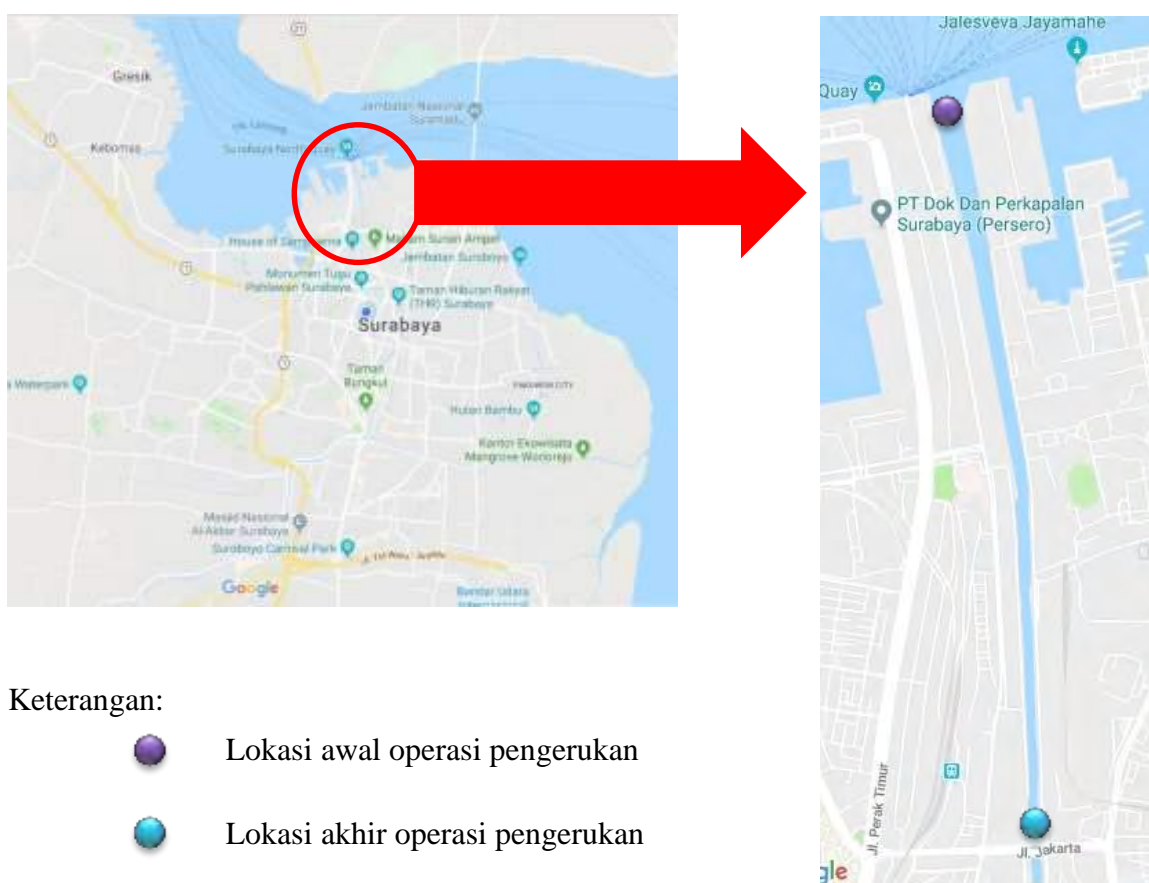 Gresik
Kebomas
Surabaya North Quay
House of Sampoerna
Makam Sunan Ampel
Jembatan Suroboyo
Monumen Tugu
Pahlawan Surabaya
Taman Hiburan Rakyat
(THR) Surabaya
Surabaya
Taman
Bungkul
Hutan Bambu
Kantor Ekowisata
Mangrove Wonorejo
Masjid Nasional
Al-Akbar Surabaya
Surabaya Carnival Park
Google
Bandar Udara
Jembatan Nasional
Jalesveva Jayamahe
Quay
PT Dok Dan Perkapalan
Surabaya (Persero)
Jl. Perak Timur
Jl. Jakarta
gle
Keterangan:
Lokasi awal operasi pengerukan
Lokasi akhir operasi pengerukan